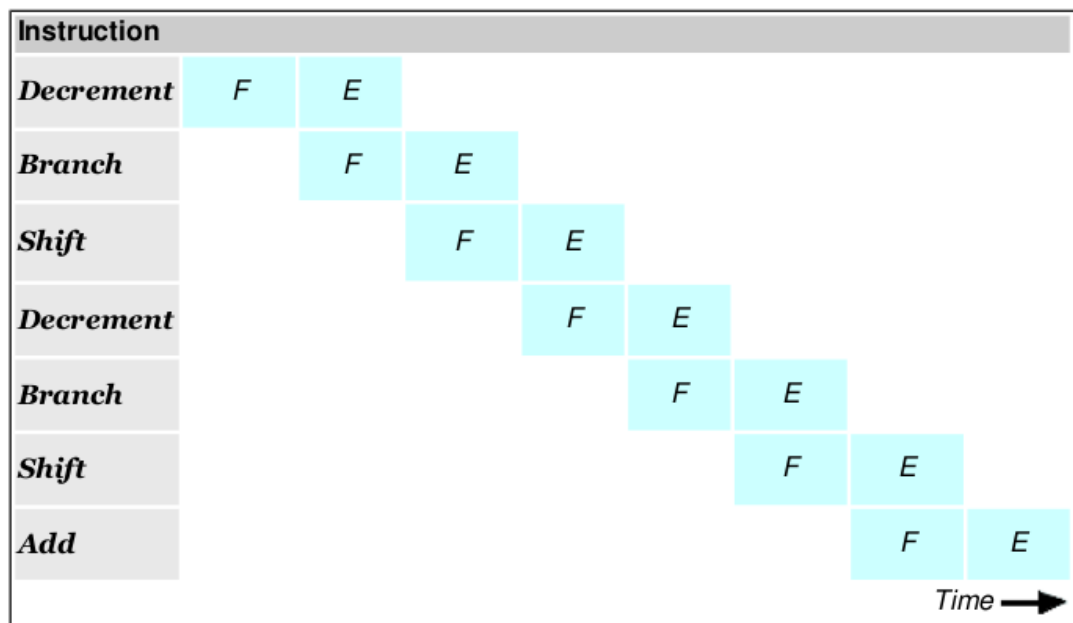 Instruction
Decrement F E
Branch F E
Shift F E
Decrement F E
Branch F E
Shift F E
Add F E
Time